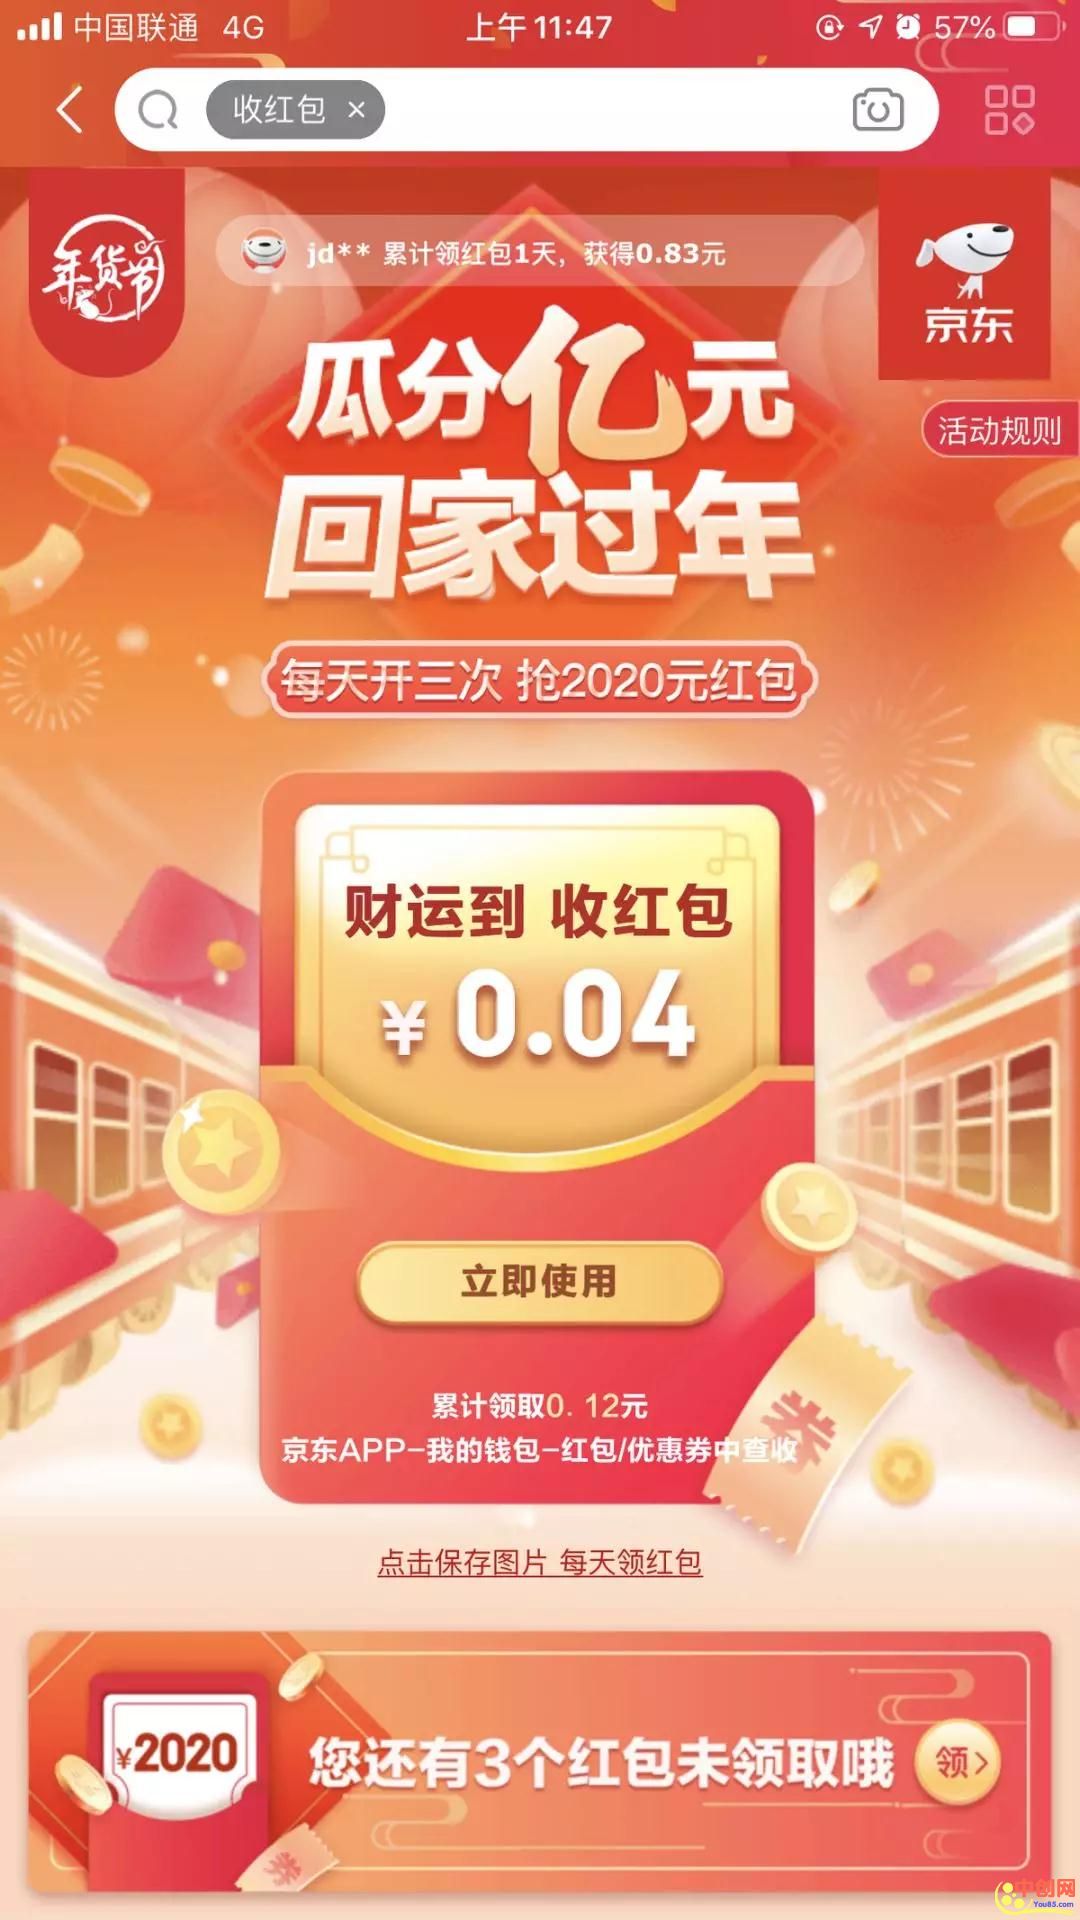 中国联通 4G 上午 11:47 57%
收红包 ×
年货节
jd** 累计领红包1天，获得0.83元
京东
瓜分亿元
活动规则
回家过年
每天开三次 抢2020元红包
财运到 收红包
¥ 0.04
立即使用
券
累计领取0.12元
京东APP-我的钱包-红包/优惠券中查收
点击保存图片 每天领红包
¥2020
您还有3个红包未领取哦
领>
券
中创网
You85.com